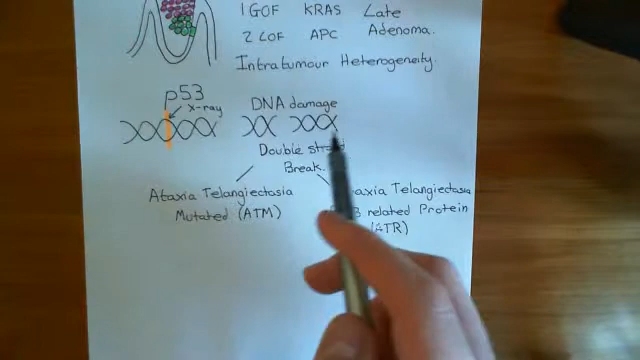 1 GOF KRAS Late
2 LOF APC Adenoma.
Intratumour Heterogeneity.
p53
x-ray
DNA damage
Double
Break.
Ataxia Telangiectasia
Mutated (ATM)
Telangiectasia
related Protein
(ATR)